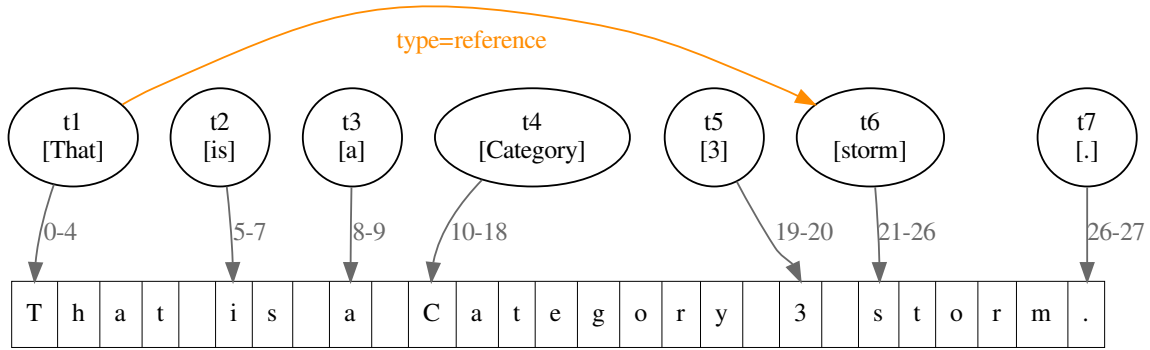 type=reference
t1 t2 t3 t4 t5 t6 t7
[That] [is] [a] [Category] [3] [storm] [.]
0-4 5-7 8-9 10-18 19-20 21-26 26-27
T h a t i s a C a t e g o r y 3 s t o r m .